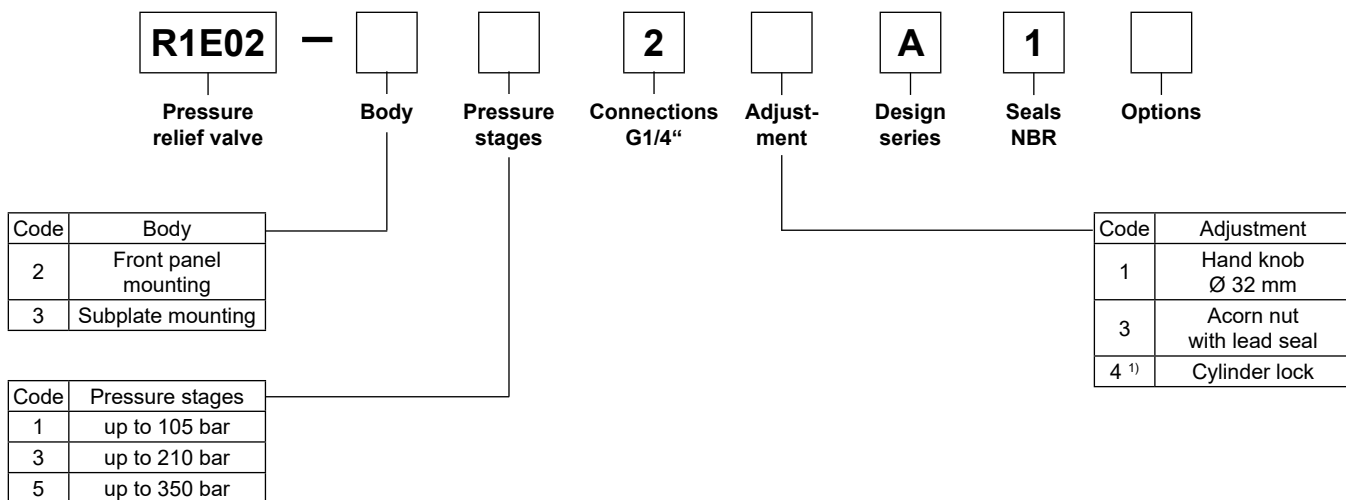 R1E02 – 2 A 1
Pressure relief valve Body Pressure stages Connections G1/4“ Adjust- ment Design series Seals NBR Options
Code Body
2 Front panel mounting
3 Subplate mounting
Code Pressure stages
1 up to 105 bar
3 up to 210 bar
5 up to 350 bar
Code Adjustment
1 Hand knob Ø 32 mm
3 Acorn nut with lead seal
4 ¹⁾ Cylinder lock